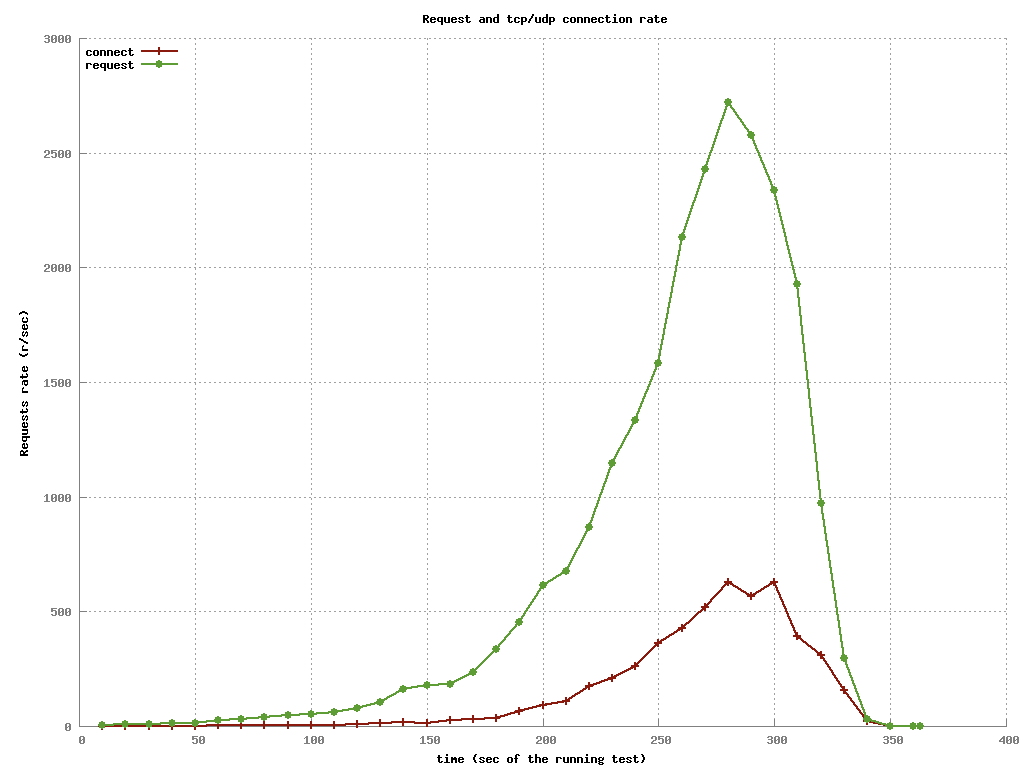 Request and tcp/udp connection rate
connect
request
3000
2500
2000
1500
1000
500
0
Requests rate (r/sec)
0 50 100 150 200 250 300 350 400
time (sec of the running test)